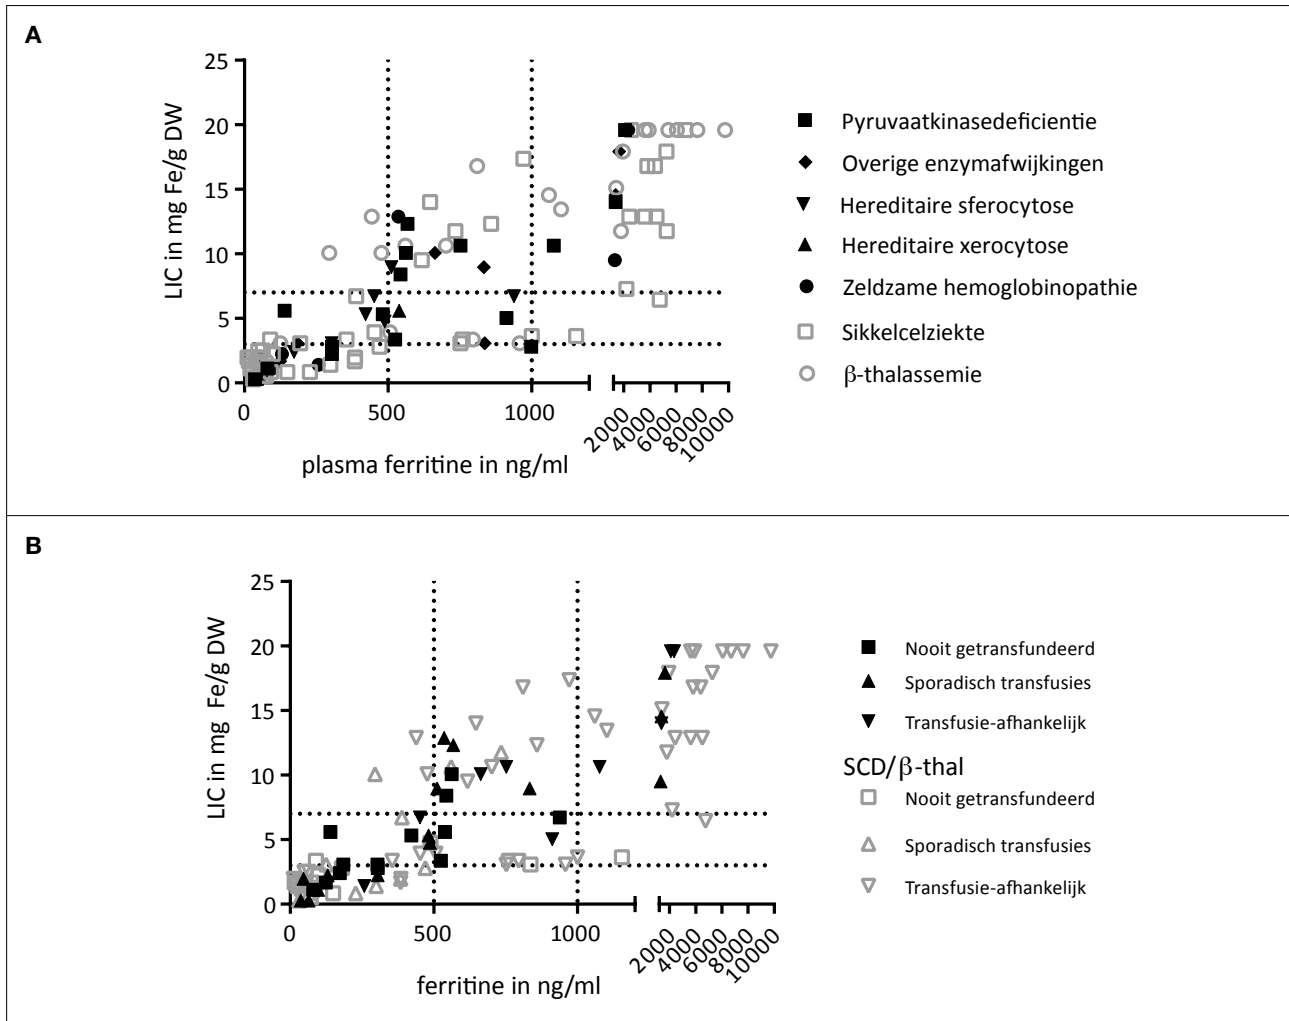 A
25
20
15
10
5
0
LIC in mg Fe/g DW
0
500
1000
2000
4000
6000
8000
10000
plasma ferritine in ng/ml
Pyruvaatkinasedeficientie
Overige enzymafwijkingen
Hereditaire sferocytose
Hereditaire xerocytose
Zeldzame hemoglobinopathie
Sikkelcelziekte
β-thalassemie
B
25
20
15
10
5
0
LIC in mg Fe/g DW
0
500
1000
2000
4000
6000
8000
10000
ferritine in ng/ml
Nooit getransfundeerd
Sporadisch transfusies
Transfusie-afhankelijk
SCD/β-thal
Nooit getransfundeerd
Sporadisch transfusies
Transfusie-afhankelijk